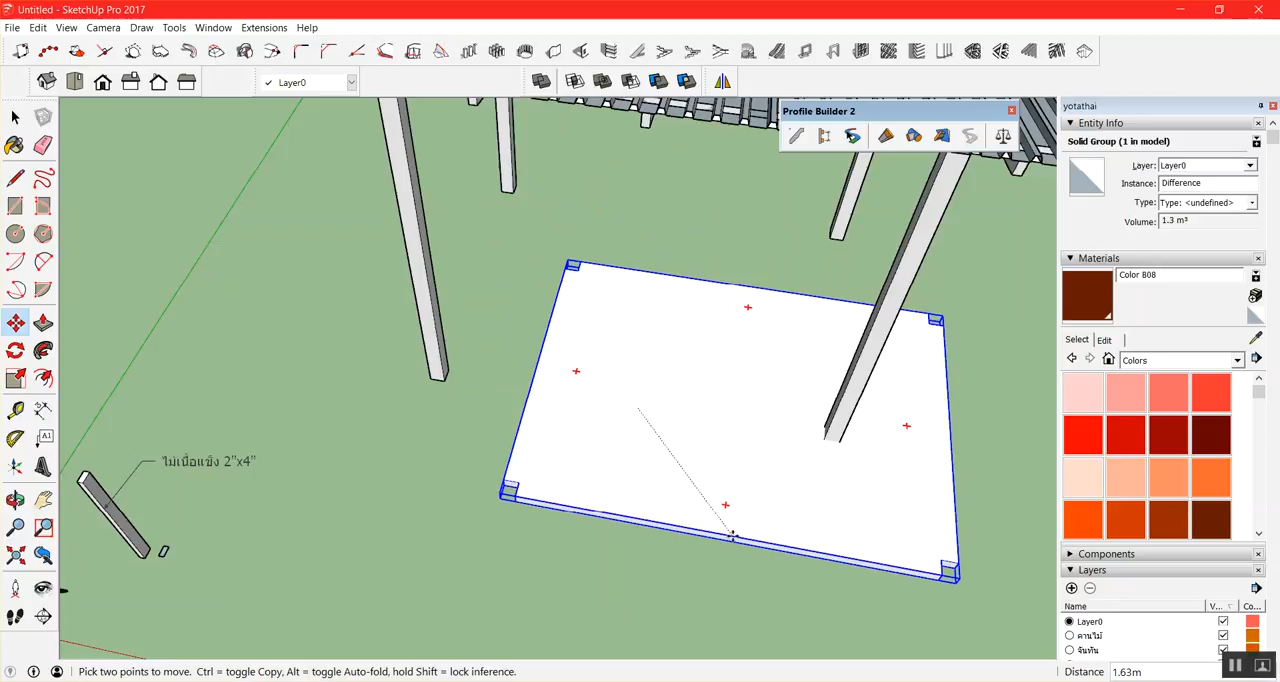 Untitled - SketchUp Pro 2017
File Edit View Camera Draw Tools Window Extensions Help
Layer0
Profile Builder 2
yotathai
Entity Info
Solid Group (1 in model)
Layer: Layer0
Instance: Difference
Type: Type: <undefined>
Volume: 1.3 m³
Materials
Color B08
Select Edit
Colors
A1
ไม้เนื้อแข็ง 2"x4"
Components
Layers
Name V... Co...
Layer0
คานไม้
จันทัน
Pick two points to move. Ctrl = toggle Copy, Alt = toggle Auto-fold, hold Shift = lock inference.
Distance 1.63m